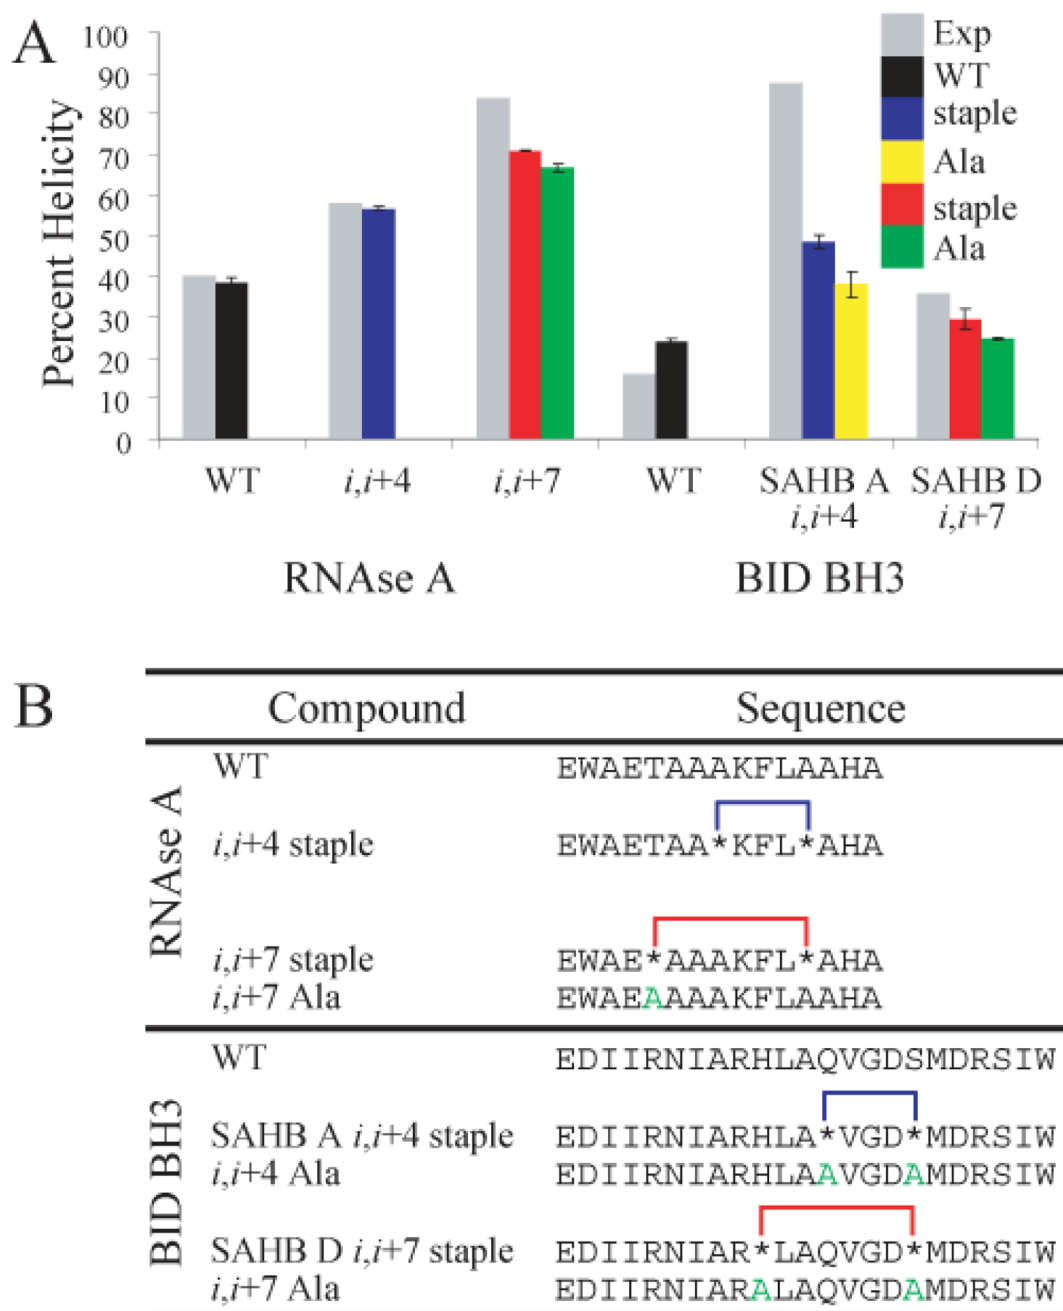 A
Percent Helicity
100
90
80
70
60
50
40
30
20
10
0
Exp
WT
staple
Ala
staple
Ala
WT
i,i+4
i,i+7
WT
SAHB A
i,i+4
SAHB D
i,i+7
RNAse A
BID BH3
B
Compound Sequence
RNAse A
WT EWAETAAAKFLAAHA
i,i+4 staple EWAETAA*KFL*AHA
i,i+7 staple EWAE*AAAKFL*AHA
i,i+7 Ala EWAEAAAAKFLAAHA
BID BH3
WT EDIIRNIARHLAQVGDSMDRSIW
SAHB A i,i+4 staple EDIIRNIARHLA*VGD*MDRSIW
i,i+4 Ala EDIIRNIARHLAAVGDAMDRSIW
SAHB D i,i+7 staple EDIIRNIAR*LAQVGD*MDRSIW
i,i+7 Ala EDIIRNIARALAQVGDAMDRSIW